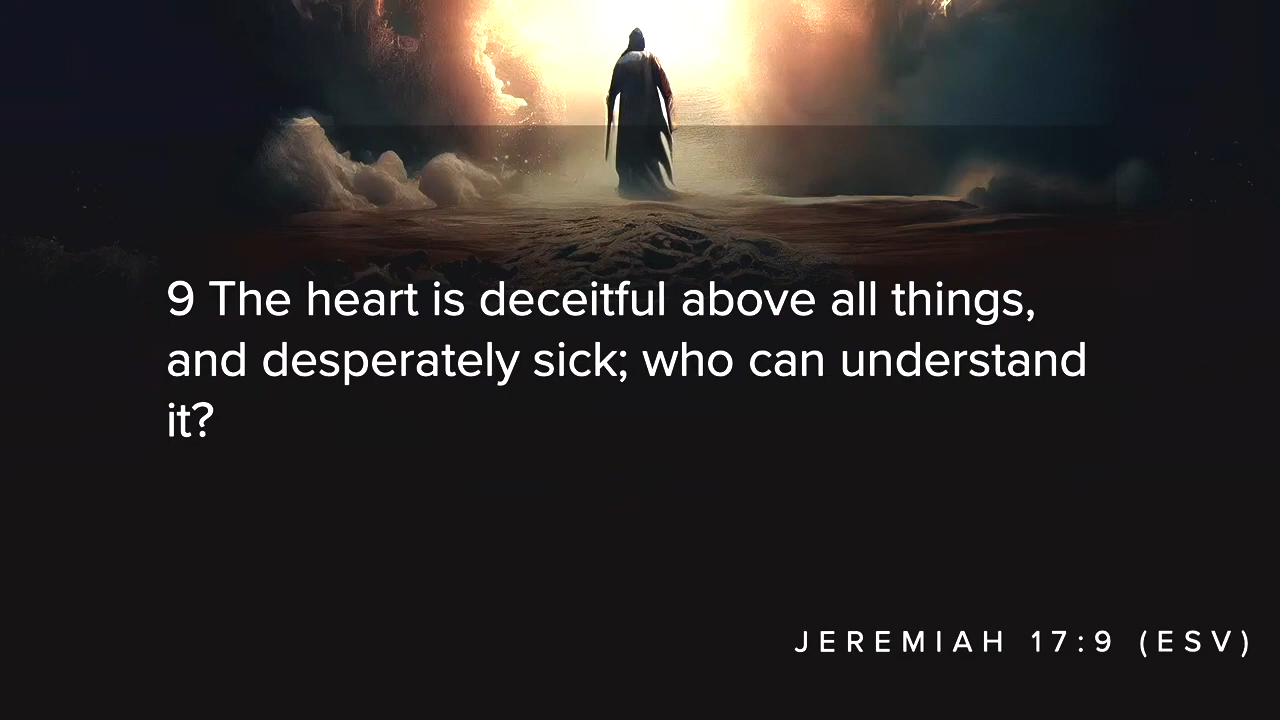 9 The heart is deceitful above all things,
and desperately sick; who can understand
it?
JEREMIAH 17:9 (ESV)